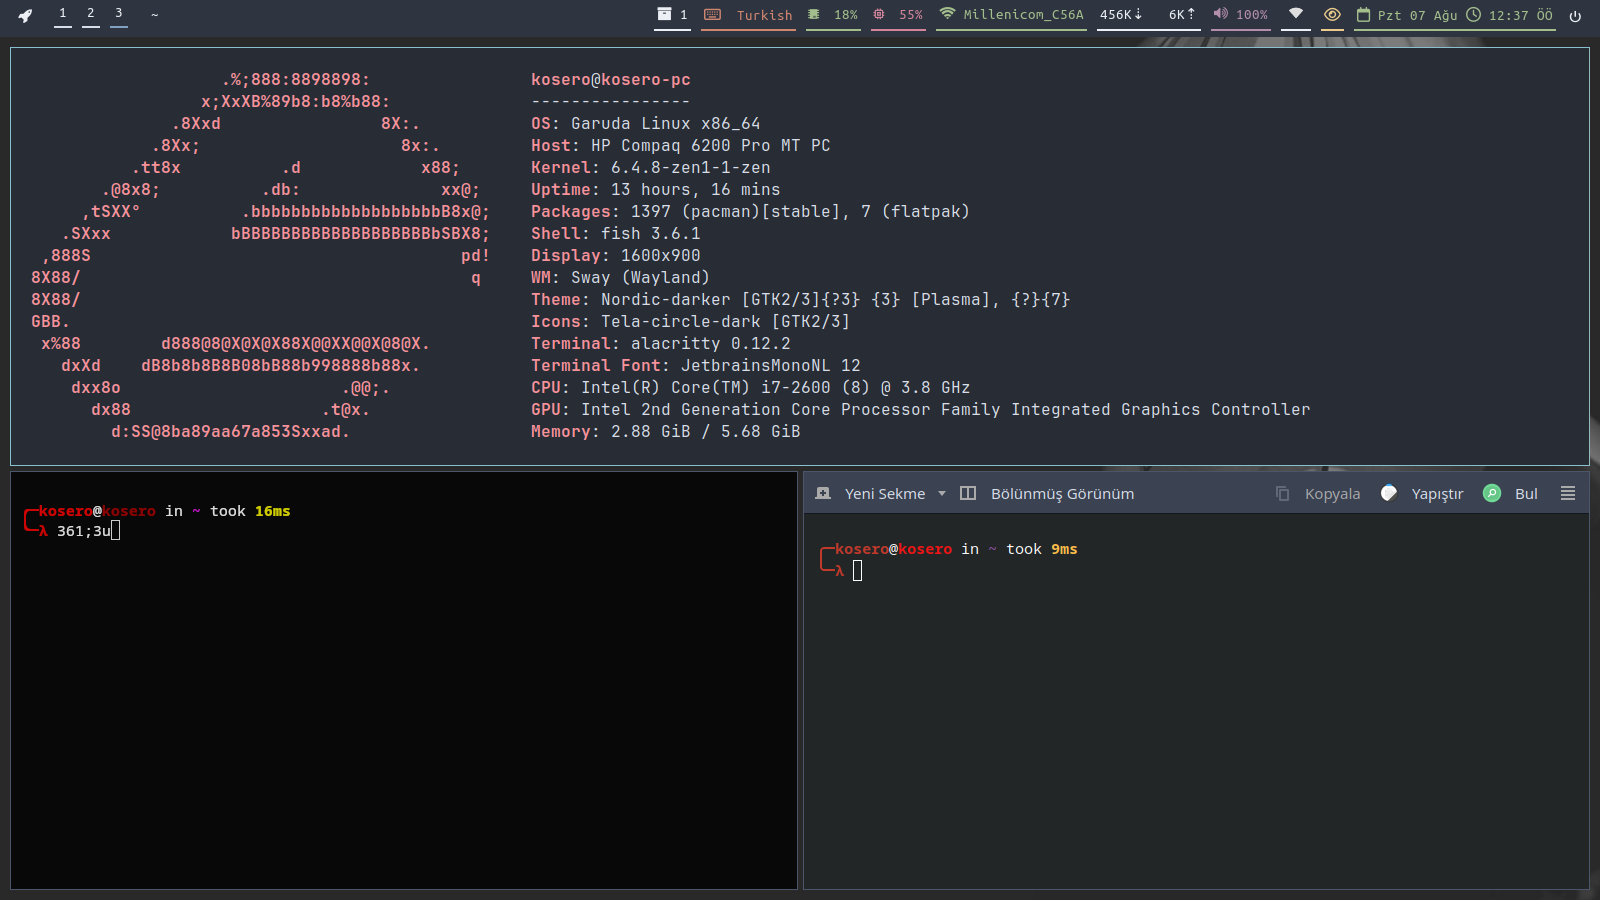 1 2 3 ~ 1 Turkish 18% 55% Millenicom_C56A 456K↓ 6K↑ 100% Pzt 07 Ağu 12:37 ÖÖ
.%;888:8898898:
x;XxXB%89b8:b8%b88:
.8Xxd 8X:.
.8Xx; 8x:.
.tt8x .d x88;
.@8x8; .db: xx@;
,tSXX° .bbbbbbbbbbbbbbbbbbbB8x@;
.SXxx bBBBBBBBBBBBBBBBBBBBbSBX8;
,888S pd!
8X88/ q
8X88/
GBB.
x%88 d888@8@X@X@X88X@@XX@@X@8@X.
dxXd dB8b8b8B8B08bB88b998888b88x.
dxx8o .@@;.
dx88 .t@x.
d:SS@8ba89aa67a853Sxxad.
kosero@kosero-pc
----------------
OS: Garuda Linux x86_64
Host: HP Compaq 6200 Pro MT PC
Kernel: 6.4.8-zen1-1-zen
Uptime: 13 hours, 16 mins
Packages: 1397 (pacman)[stable], 7 (flatpak)
Shell: fish 3.6.1
Display: 1600x900
WM: Sway (Wayland)
Theme: Nordic-darker [GTK2/3]{?3} {3} [Plasma], {?}{7}
Icons: Tela-circle-dark [GTK2/3]
Terminal: alacritty 0.12.2
Terminal Font: JetbrainsMonoNL 12
CPU: Intel(R) Core(TM) i7-2600 (8) @ 3.8 GHz
GPU: Intel 2nd Generation Core Processor Family Integrated Graphics Controller
Memory: 2.88 GiB / 5.68 GiB
kosero@kosero in ~ took 16ms
λ 361;3u
Yeni Sekme Bölünmüş Görünüm Kopyala Yapıştır Bul
kosero@kosero in ~ took 9ms
λ